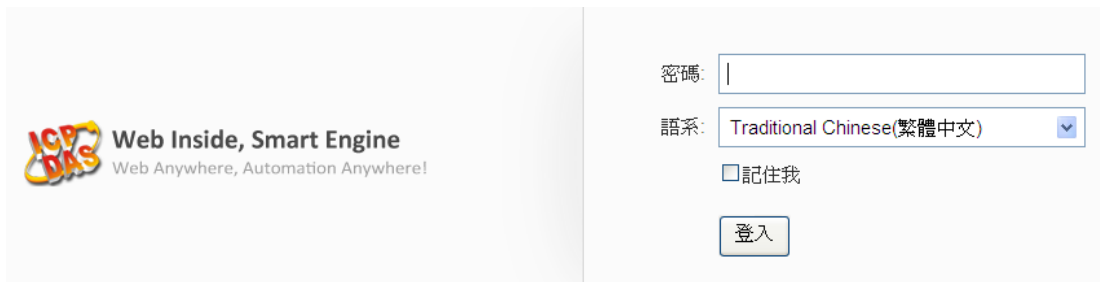 ICP
DAS
Web Inside, Smart Engine
Web Anywhere, Automation Anywhere!
密碼:
語系: Traditional Chinese(繁體中文)
記住我
登入